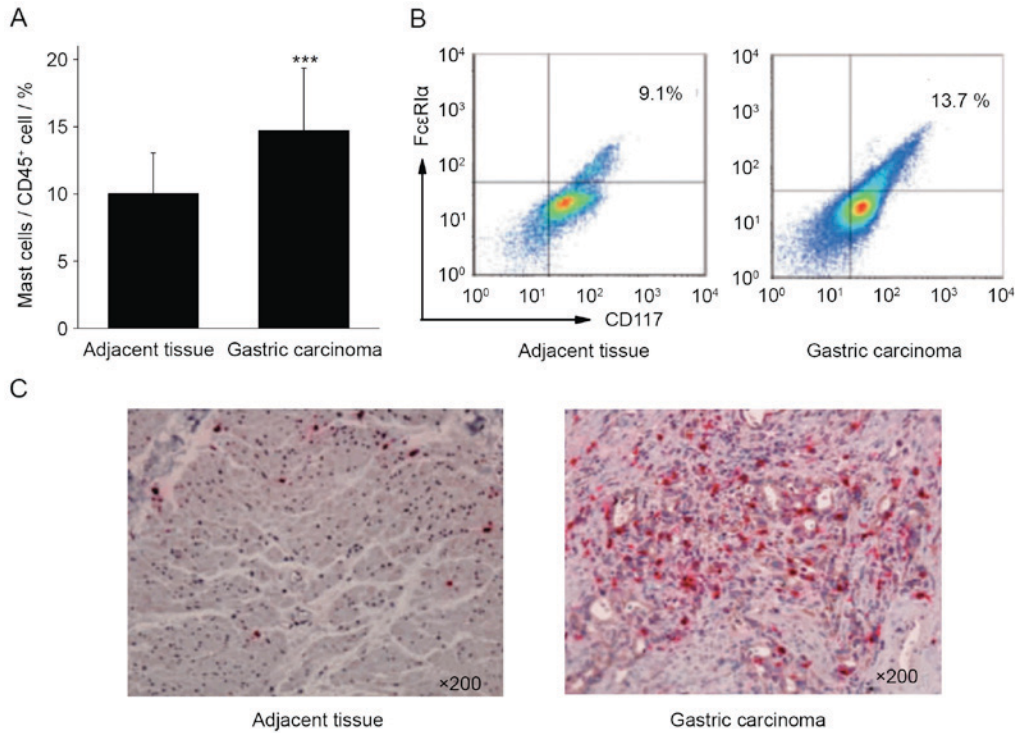 A
Mast cells / CD45⁺ cell / %
20
15
10
5
0
***
Adjacent tissue
Gastric carcinoma
B
FcεRIα
10⁴
10³
10²
10¹
10⁰
9.1%
10⁰ 10¹ 10² 10³ 10⁴
CD117
Adjacent tissue
10⁴
10³
10²
10¹
10⁰
13.7 %
10⁰ 10¹ 10² 10³ 10⁴
Gastric carcinoma
C
×200
Adjacent tissue
×200
Gastric carcinoma